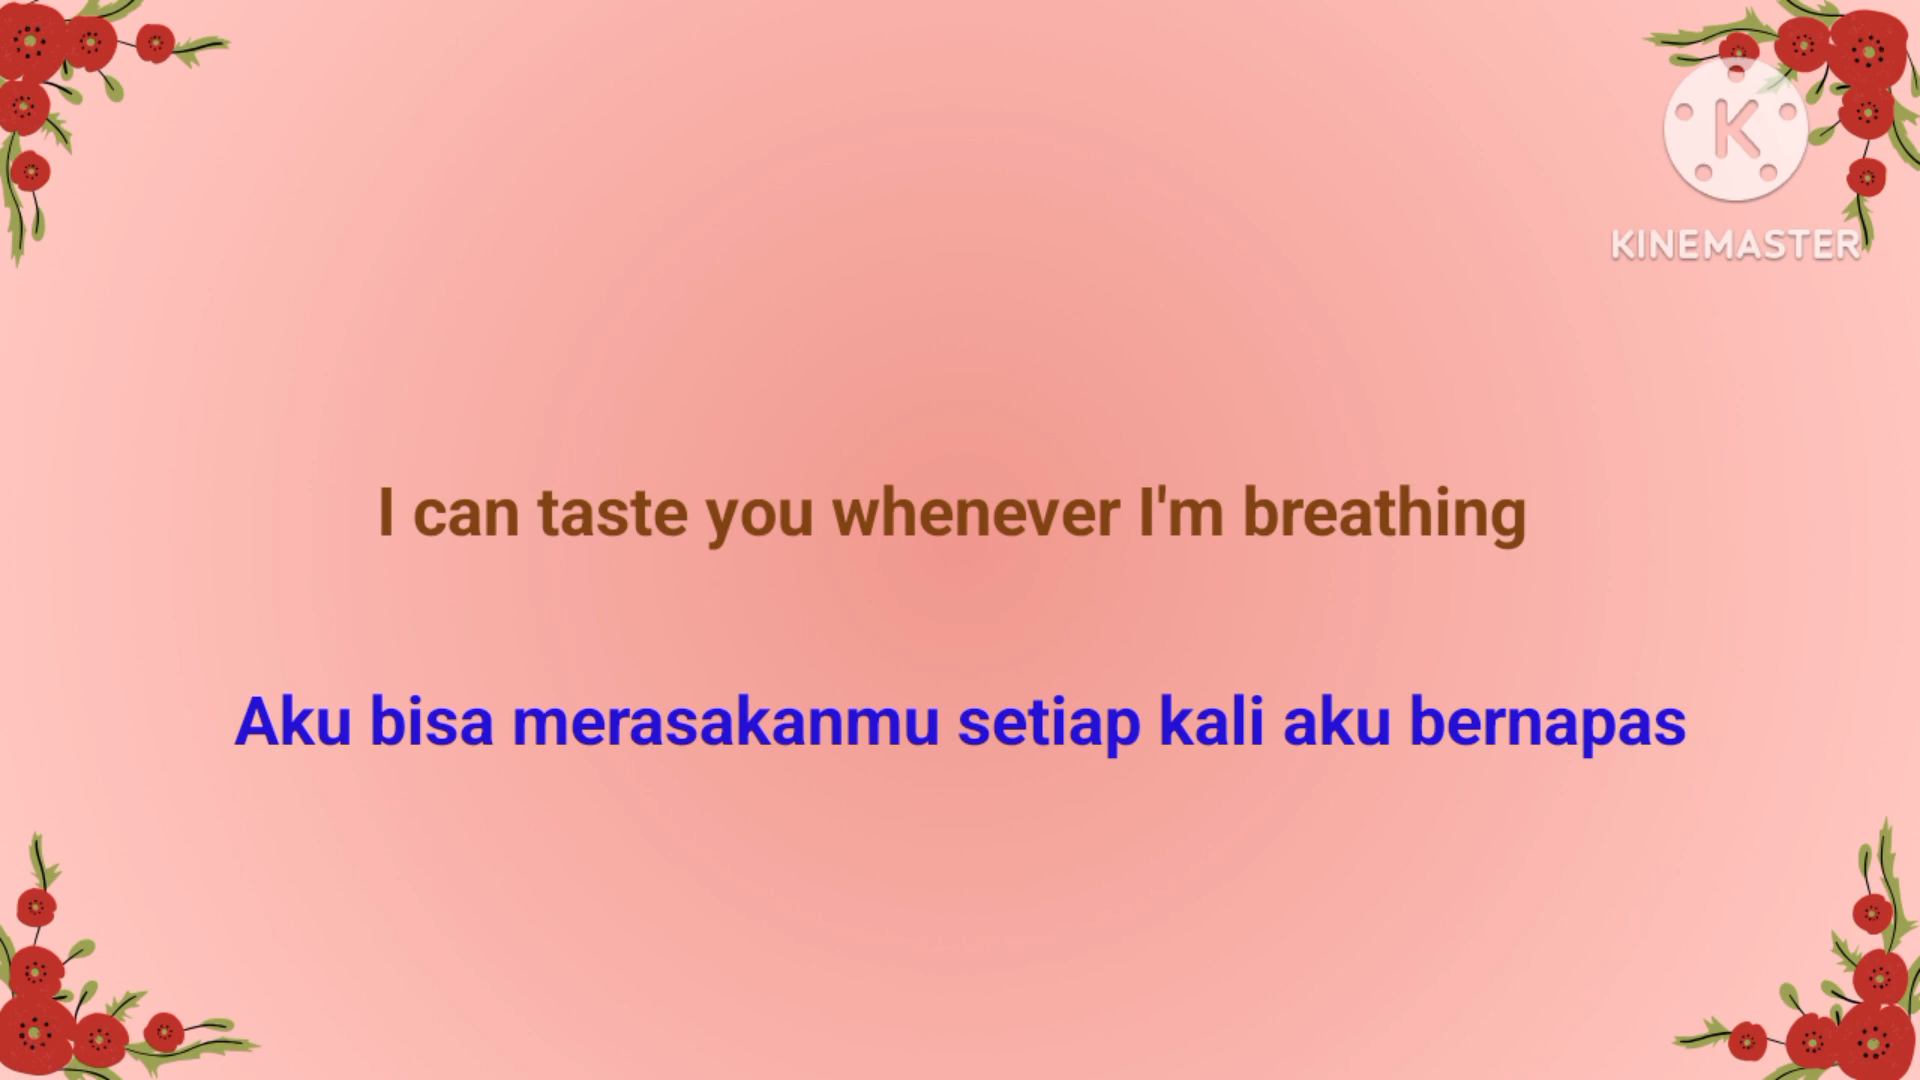 K
KINEMASTER
I can taste you whenever I'm breathing
Aku bisa merasakanmu setiap kali aku bernapas